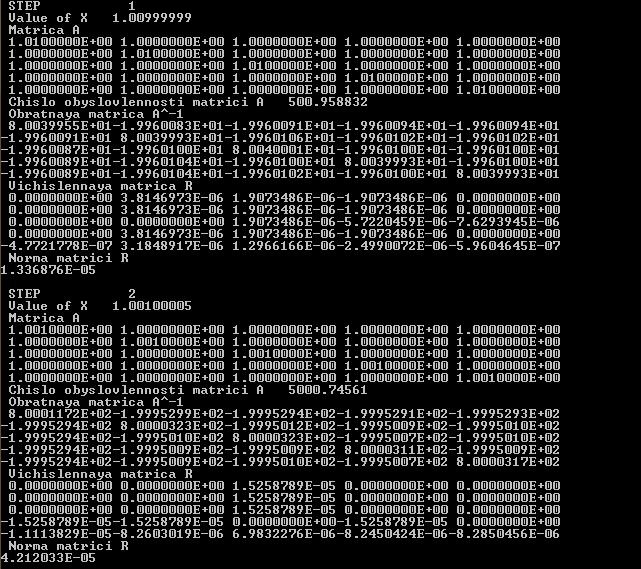 STEP 1
Value of X 1.00999999
Matrica A
1.0100000E+00 1.0000000E+00 1.0000000E+00 1.0000000E+00 1.0000000E+00
1.0000000E+00 1.0100000E+00 1.0000000E+00 1.0000000E+00 1.0000000E+00
1.0000000E+00 1.0000000E+00 1.0100000E+00 1.0000000E+00 1.0000000E+00
1.0000000E+00 1.0000000E+00 1.0000000E+00 1.0100000E+00 1.0000000E+00
1.0000000E+00 1.0000000E+00 1.0000000E+00 1.0000000E+00 1.0100000E+00
Chislo obyslovlennosti matrici A 500.958832
Obratnaya matrica A^-1
8.0039955E+01-1.9960083E+01-1.9960091E+01-1.9960094E+01-1.9960094E+01
-1.9960091E+01 8.0039993E+01-1.9960106E+01-1.9960102E+01-1.9960102E+01
-1.9960087E+01-1.9960100E+01 8.0040001E+01-1.9960100E+01-1.9960100E+01
-1.9960089E+01-1.9960104E+01-1.9960100E+01 8.0039993E+01-1.9960100E+01
-1.9960089E+01-1.9960104E+01-1.9960102E+01-1.9960100E+01 8.0039993E+01
Vichislennaya matrica R
0.0000000E+00 3.8146973E-06 1.9073486E-06-1.9073486E-06 0.0000000E+00
0.0000000E+00 3.8146973E-06 1.9073486E-06-1.9073486E-06 0.0000000E+00
0.0000000E+00 0.0000000E+00 1.9073486E-06-5.7220459E-06-7.6293945E-06
0.0000000E+00 3.8146973E-06 1.9073486E-06-1.9073486E-06 0.0000000E+00
-4.7721778E-07 3.1848917E-06 1.2966166E-06-2.4990072E-06-5.9604645E-07
Norma matrici R
1.336876E-05
STEP 2
Value of X 1.00100005
Matrica A
1.0010000E+00 1.0000000E+00 1.0000000E+00 1.0000000E+00 1.0000000E+00
1.0000000E+00 1.0010000E+00 1.0000000E+00 1.0000000E+00 1.0000000E+00
1.0000000E+00 1.0000000E+00 1.0010000E+00 1.0000000E+00 1.0000000E+00
1.0000000E+00 1.0000000E+00 1.0000000E+00 1.0010000E+00 1.0000000E+00
1.0000000E+00 1.0000000E+00 1.0000000E+00 1.0000000E+00 1.0010000E+00
Chislo obyslovlennosti matrici A 5000.74561
Obratnaya matrica A^-1
8.0001172E+02-1.9995299E+02-1.9995294E+02-1.9995291E+02-1.9995293E+02
-1.9995294E+02 8.0000323E+02-1.9995012E+02-1.9995009E+02-1.9995010E+02
-1.9995294E+02-1.9995010E+02 8.0000323E+02-1.9995007E+02-1.9995010E+02
-1.9995294E+02-1.9995009E+02-1.9995009E+02 8.0000311E+02-1.9995007E+02
-1.9995294E+02-1.9995009E+02-1.9995010E+02-1.9995007E+02 8.0000317E+02
Vichislennaya matrica R
0.0000000E+00 0.0000000E+00 1.5258789E-05 0.0000000E+00 0.0000000E+00
0.0000000E+00 0.0000000E+00 1.5258789E-05 0.0000000E+00 0.0000000E+00
0.0000000E+00 0.0000000E+00 1.5258789E-05 0.0000000E+00 0.0000000E+00
-1.5258789E-05-1.5258789E-05 0.0000000E+00-1.5258789E-05 0.0000000E+00
-1.1113829E-05-8.2603019E-06 6.9832276E-06-8.2450424E-06-8.2850456E-06
Norma matrici R
4.212033E-05